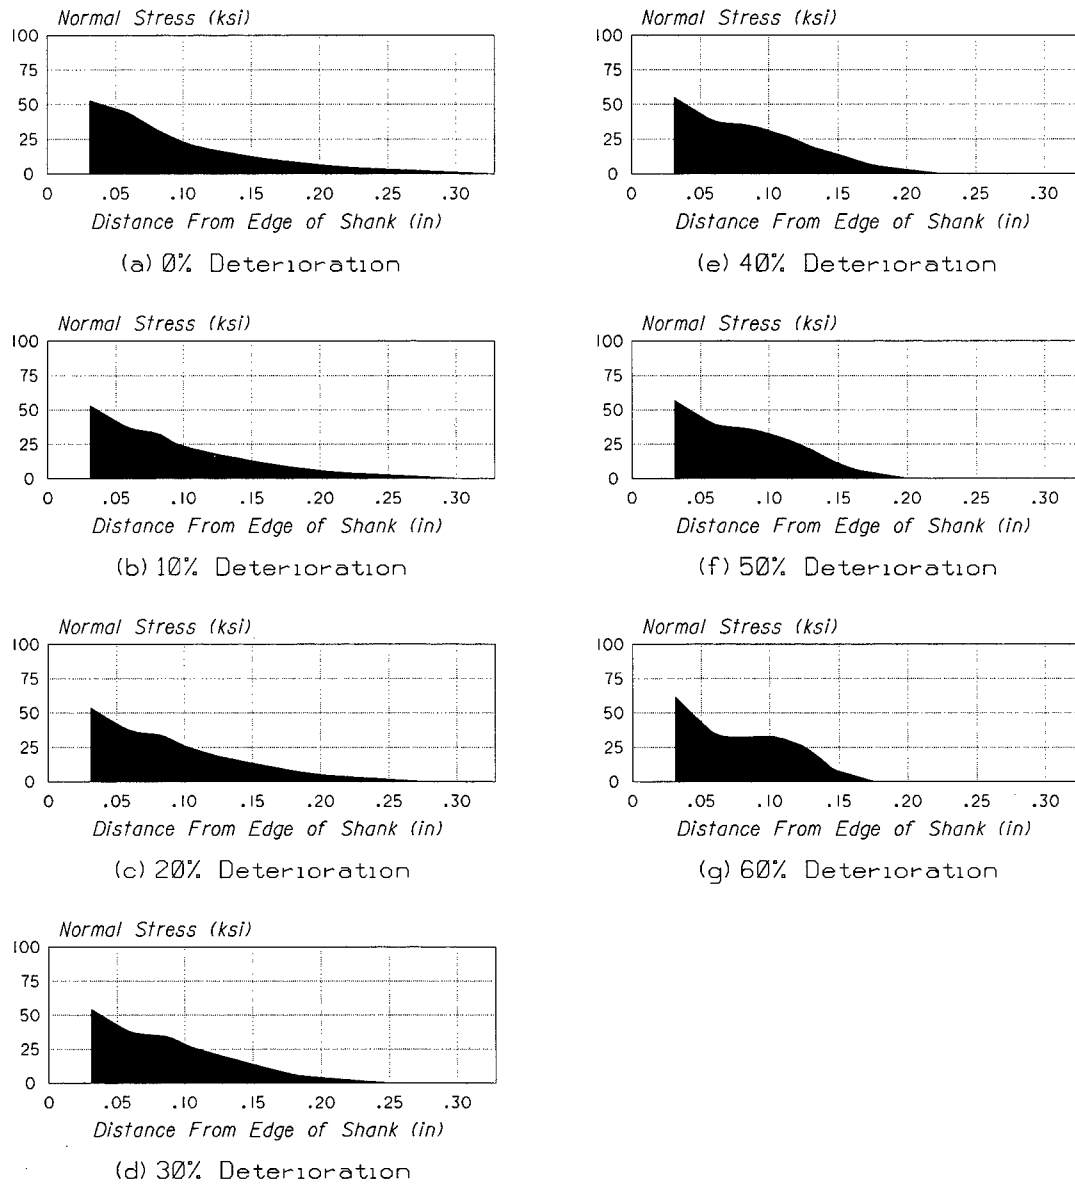 Normal Stress (ksi)
100
75
50
25
0
0 .05 .10 .15 .20 .25 .30
Distance From Edge of Shank (in)
(a) 0% Deterioration
Normal Stress (ksi)
100
75
50
25
0
0 .05 .10 .15 .20 .25 .30
Distance From Edge of Shank (in)
(b) 10% Deterioration
Normal Stress (ksi)
100
75
50
25
0
0 .05 .10 .15 .20 .25 .30
Distance From Edge of Shank (in)
(c) 20% Deterioration
Normal Stress (ksi)
100
75
50
25
0
0 .05 .10 .15 .20 .25 .30
Distance From Edge of Shank (in)
(d) 30% Deterioration
Normal Stress (ksi)
100
75
50
25
0
0 .05 .10 .15 .20 .25 .30
Distance From Edge of Shank (in)
(e) 40% Deterioration
Normal Stress (ksi)
100
75
50
25
0
0 .05 .10 .15 .20 .25 .30
Distance From Edge of Shank (in)
(f) 50% Deterioration
Normal Stress (ksi)
100
75
50
25
0
0 .05 .10 .15 .20 .25 .30
Distance From Edge of Shank (in)
(g) 60% Deterioration